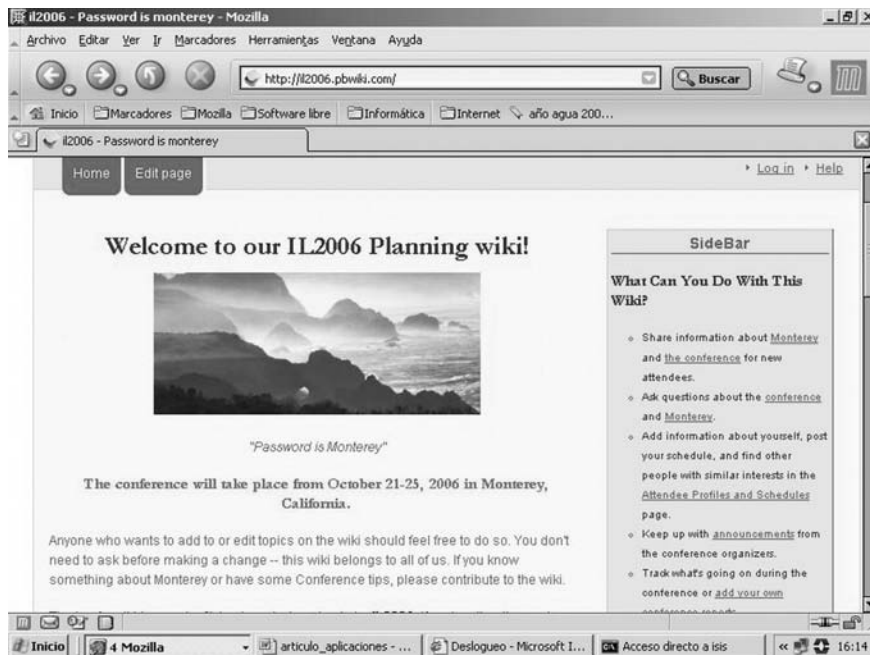 il2006 - Password is monterey - Mozilla
Archivo Editar Ver Ir Marcadores Herramientas Ventana Ayuda
http://il2006.pbwiki.com/
Buscar
Inicio Marcadores Mozilla Software libre Informática Internet año agua 200...
il2006 - Password is monterey
Home Edit page
Log in Help
Welcome to our IL2006 Planning wiki!
"Password is Monterey"
The conference will take place from October 21-25, 2006 in Monterey,
California.
Anyone who wants to add to or edit topics on the wiki should feel free to do so. You don't
need to ask before making a change -- this wiki belongs to all of us. If you know
something about Monterey or have some Conference tips, please contribute to the wiki.
SideBar
What Can You Do With This
Wiki?
Share information about Monterey
and the conference for new
attendees.
Ask questions about the conference
and Monterey.
Add information about yourself, post
your schedule, and find other
people with similar interests in the
Attendee Profiles and Schedules
page.
Keep up with announcements from
the conference organizers.
Track what's going on during the
conference or add your own
conference reports
Inicio
4 Mozilla
articulo_aplicaciones - ...
Deslogueo - Microsoft I...
Acceso directo a isis
16:14